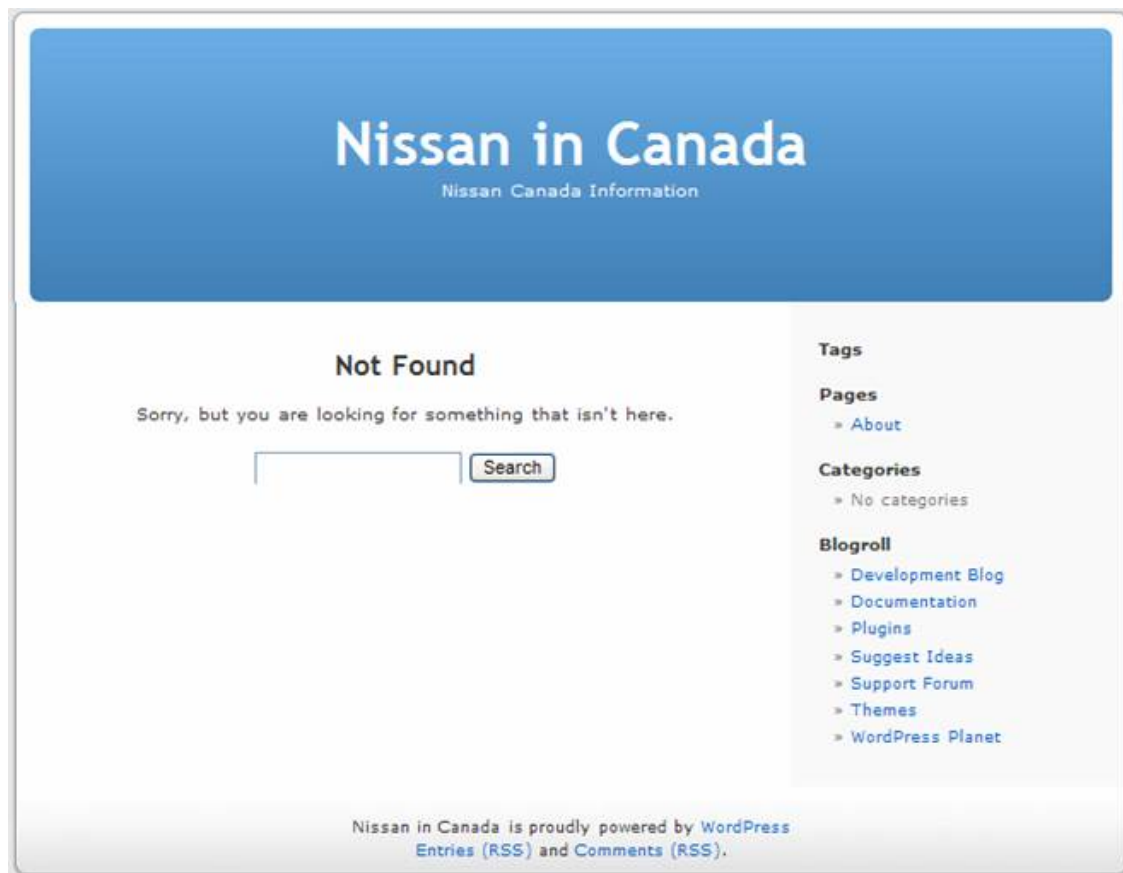 Nissan in Canada
Nissan Canada Information
Not Found
Sorry, but you are looking for something that isn't here.
Search
Tags
Pages
» About
Categories
» No categories
Blogroll
» Development Blog
» Documentation
» Plugins
» Suggest Ideas
» Support Forum
» Themes
» WordPress Planet
Nissan in Canada is proudly powered by WordPress
Entries (RSS) and Comments (RSS).